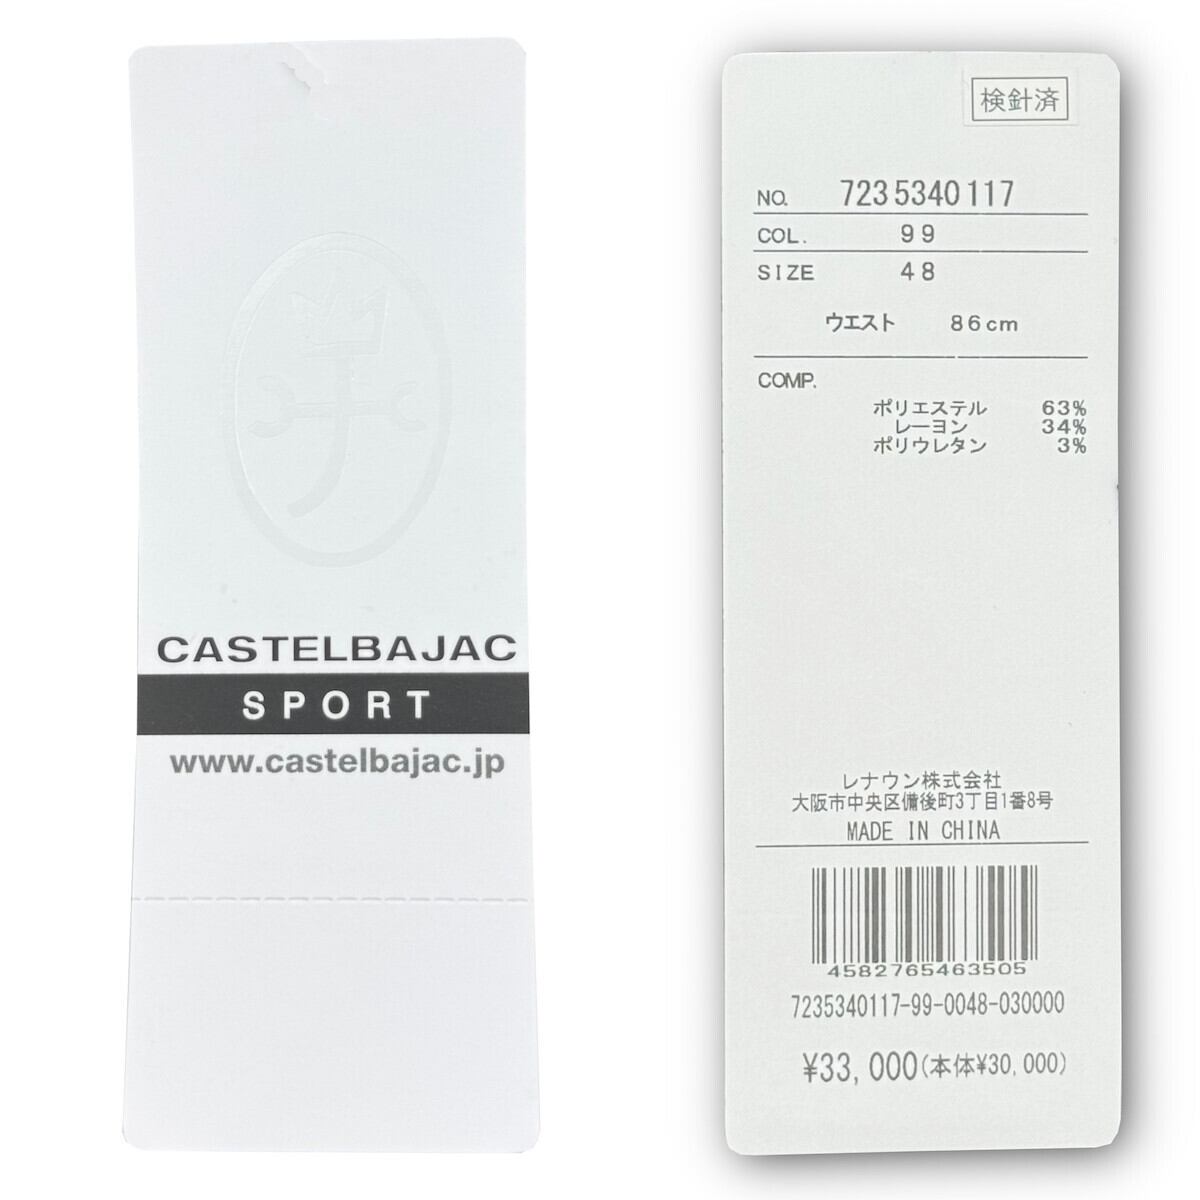 CASTELBAJAC
SPORT
www.castelbajac.jp
検針済
NO. 7235340117
COL. 99
SIZE 48
ウエスト 86cm
COMP.
ポリエステル 63%
レーヨン 34%
ポリウレタン 3%
レナウン株式会社
大阪市中央区備後町3丁目1番8号
MADE IN CHINA
4582765463505
7235340117-99-0048-030000
¥33,000(本体¥30,000)